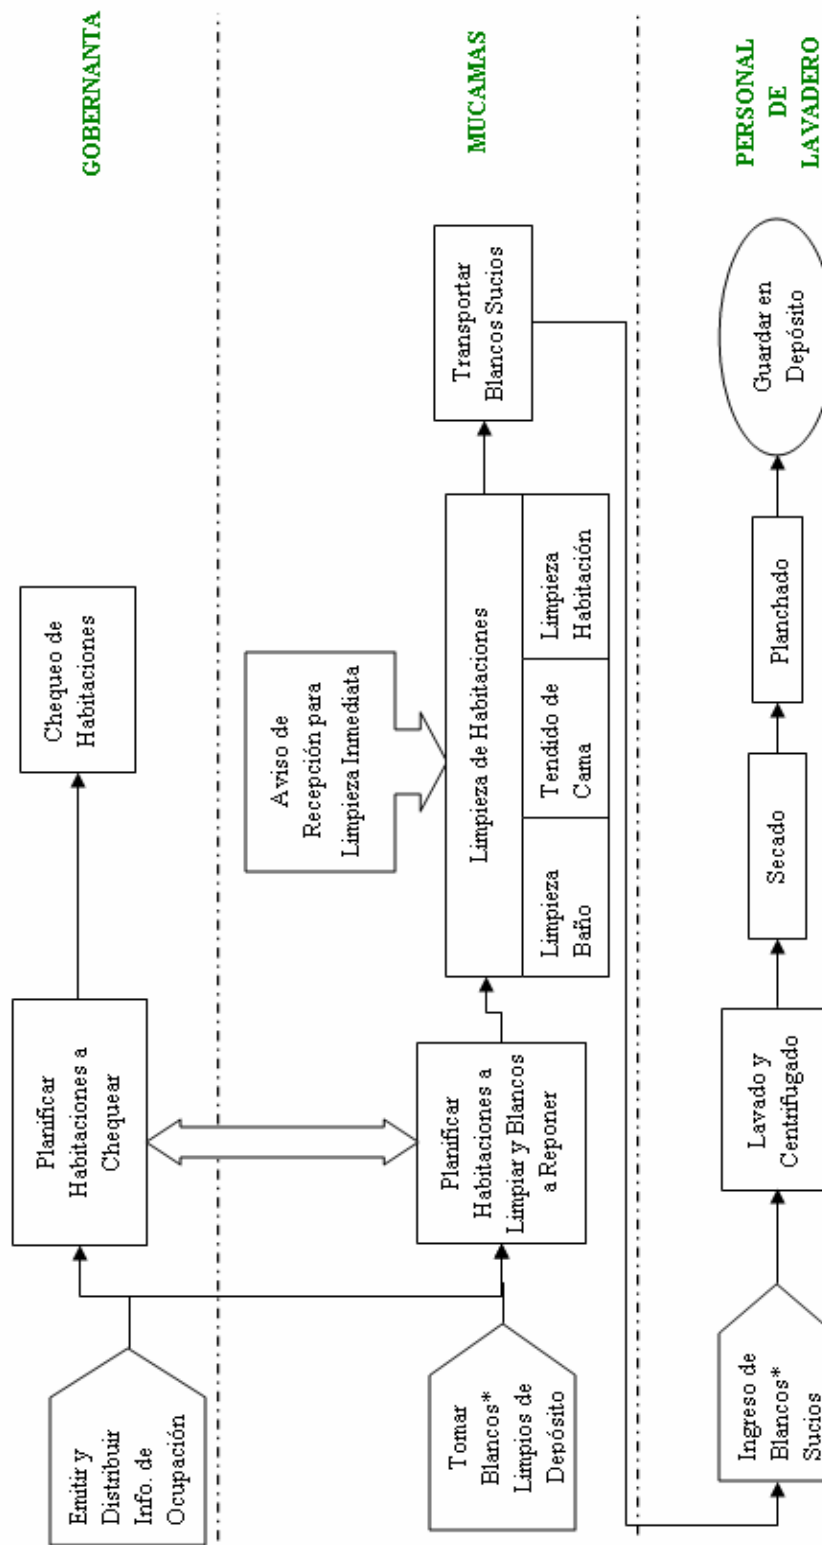 GOBERNANTA
Emitir y
Distribuir
Info. de
Ocupación
Planificar
Habitaciones a
Chequear
Chequeo de
Habitaciones
MUCAMAS
Tomar
Blancos*
Limpios de
Depósito
Planificar
Habitaciones a
Limpiar y Blancos
a Reponer
Aviso de
Recepción para
Limpieza Inmediata
Limpieza de Habitaciones
Limpieza
Baño
Tendido de
Cama
Limpieza
Habitación
Transportar
Blancos Sucios
PERSONAL
DE
LAVADERO
Ingreso de
Blancos*
Sucios
Lavado y
Centrifugado
Secado
Planchado
Guardar en
Depósito